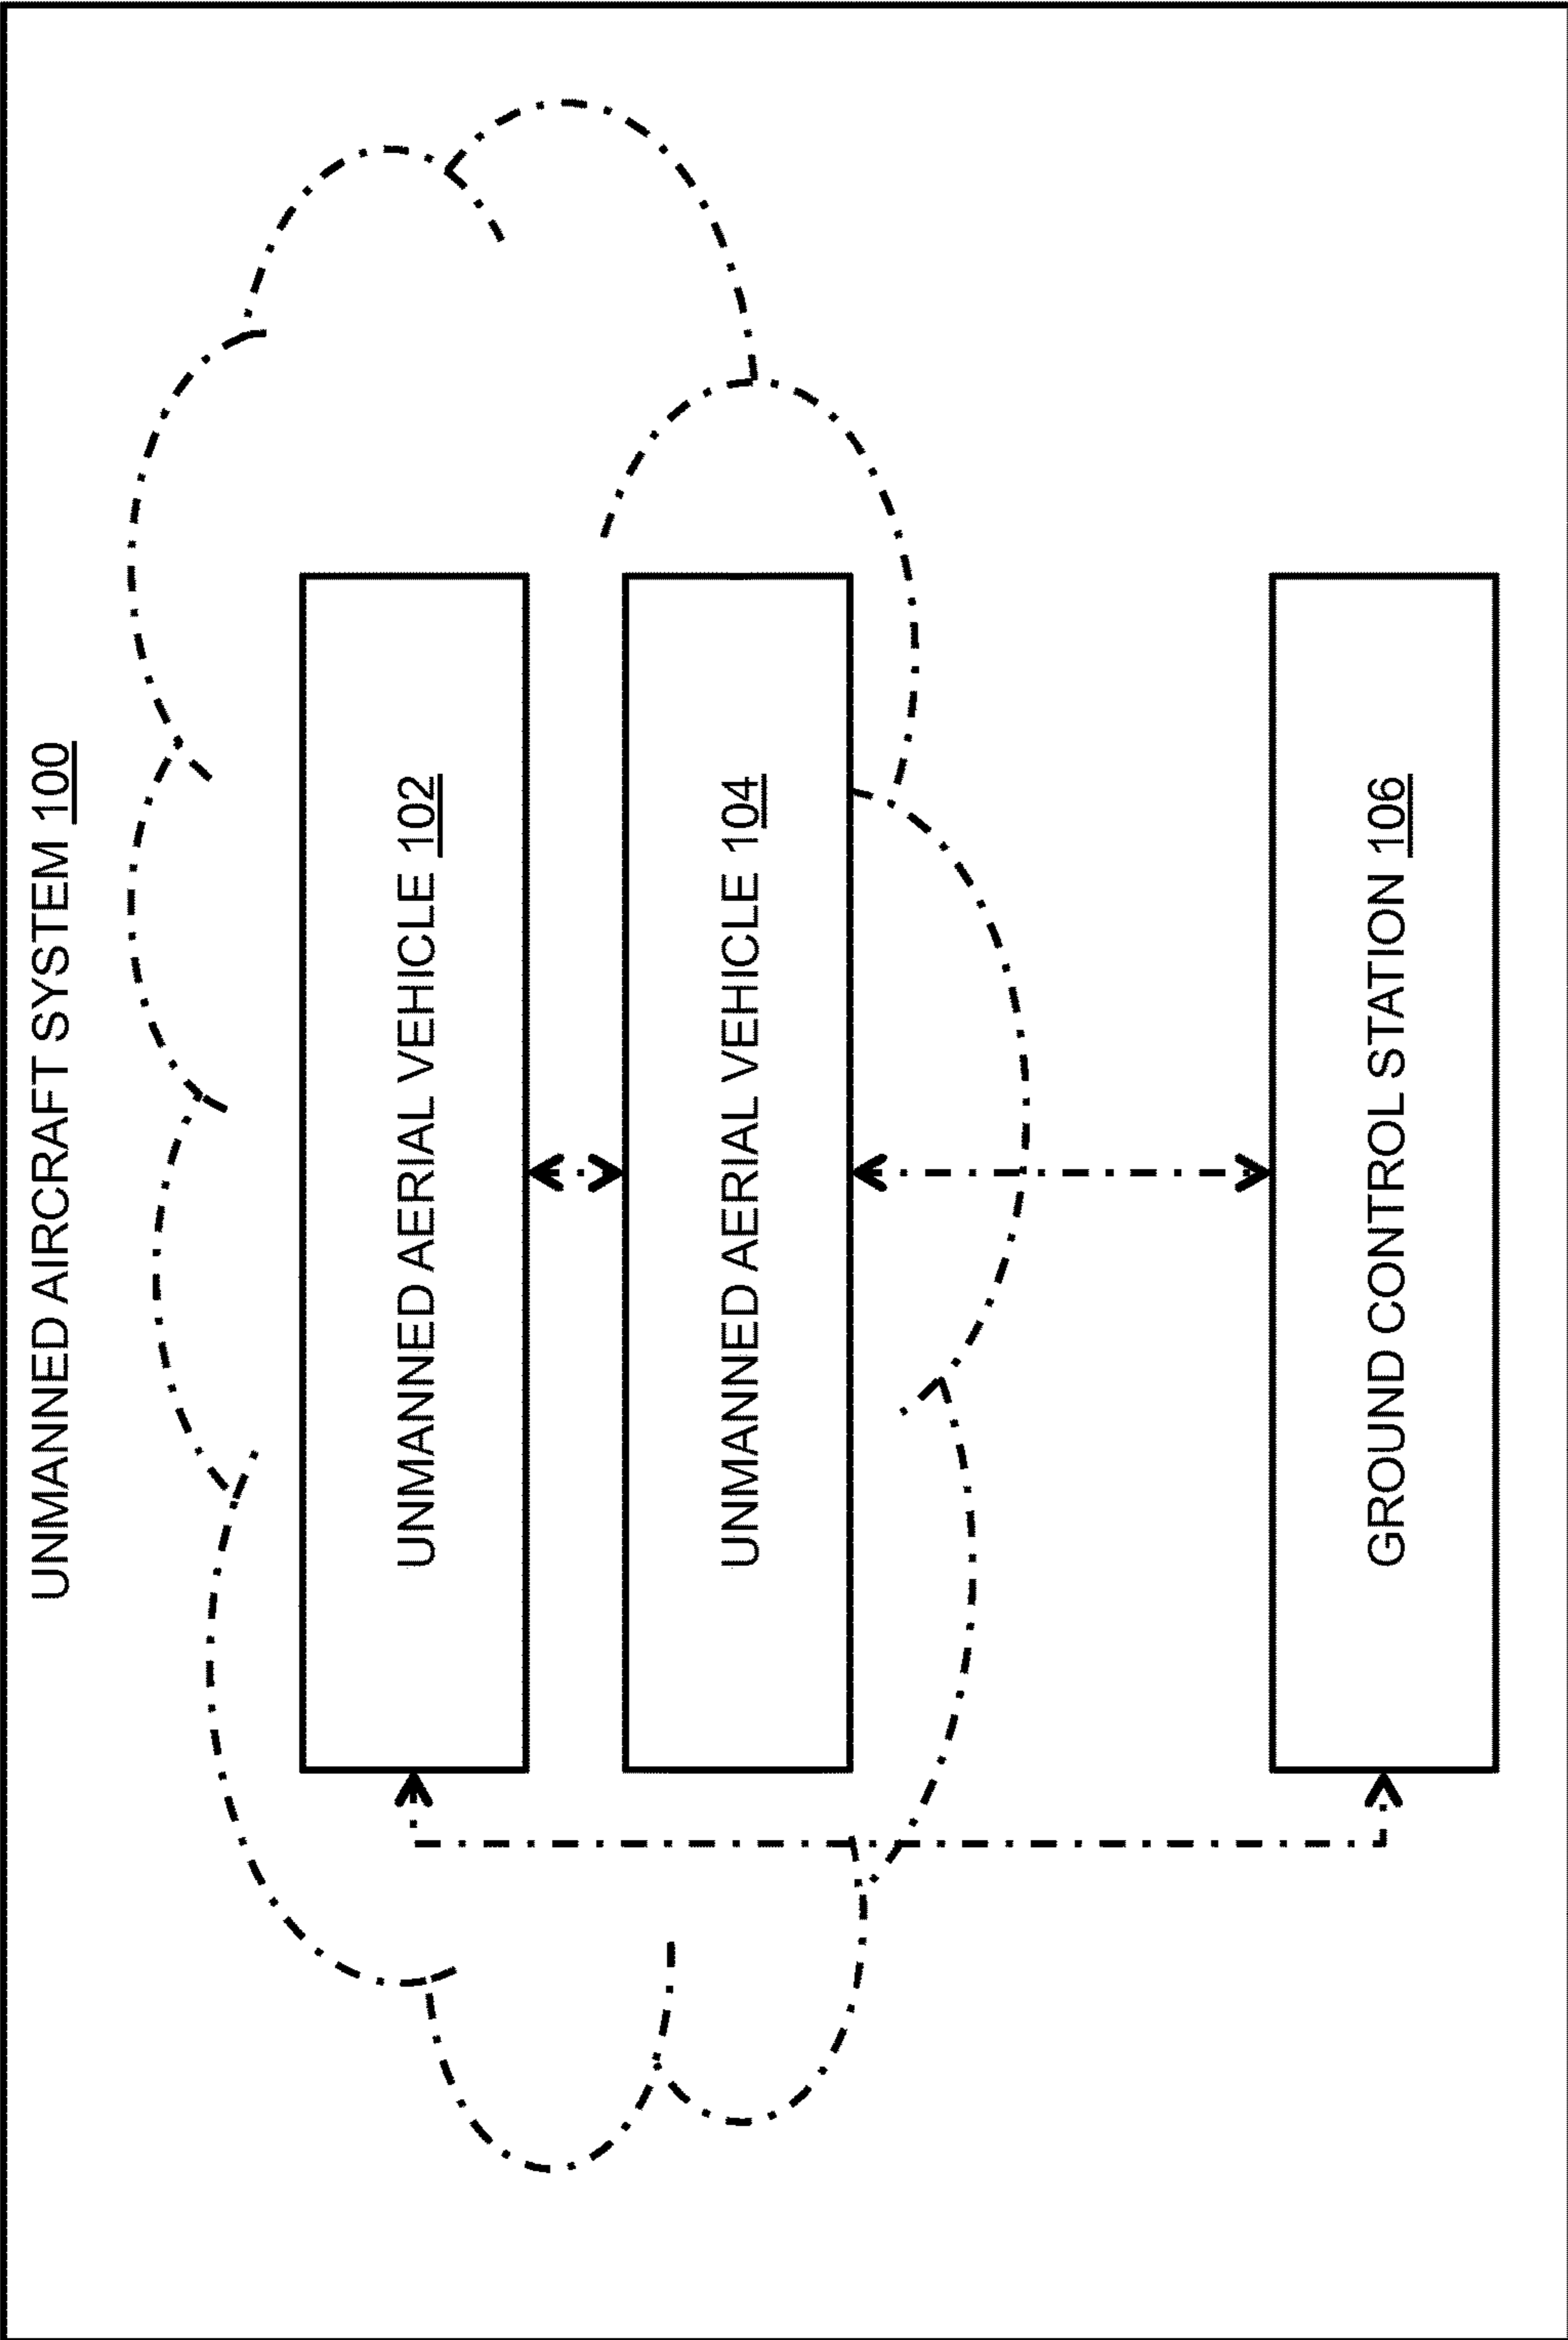 UNMANNED AIRCRAFT SYSTEM 100
UNMANNED AERIAL VEHICLE 102
UNMANNED AERIAL VEHICLE 104
GROUND CONTROL STATION 106